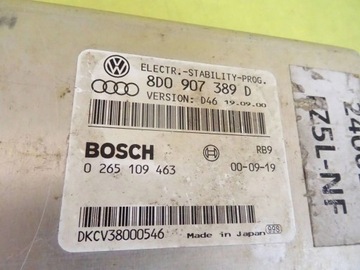 ELECTR.-STABILITY-PROG.
8D0 907 389 D
VERSION: D46 19.09.00
BOSCH
RB9
0 265 109 463
00-09-19
DKCV38000546
Made in Japan
FZ5L-NF